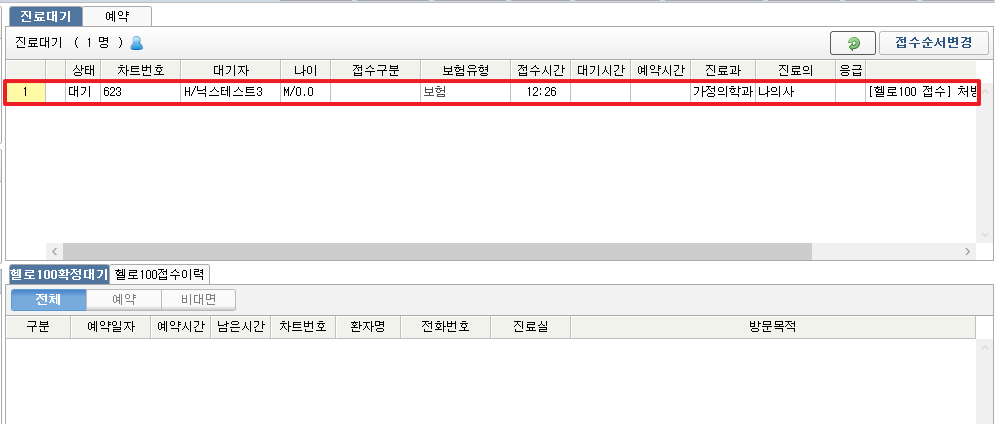 진료대기 예약
진료대기 ( 1 명 ) 접수순서변경
상태 차트번호 대기자 나이 접수구분 보험유형 접수시간 대기시간 예약시간 진료과 진료의 응급
1 대기 623 H/닉스테스트3 M/0.0 보험 12:26 가정의학과 나의사 [헬로100 접수] 처방
헬로100확정대기 헬로100접수이력
전체 예약 비대면
구분 예약일자 예약시간 남은시간 차트번호 환자명 전화번호 진료실 방문목적